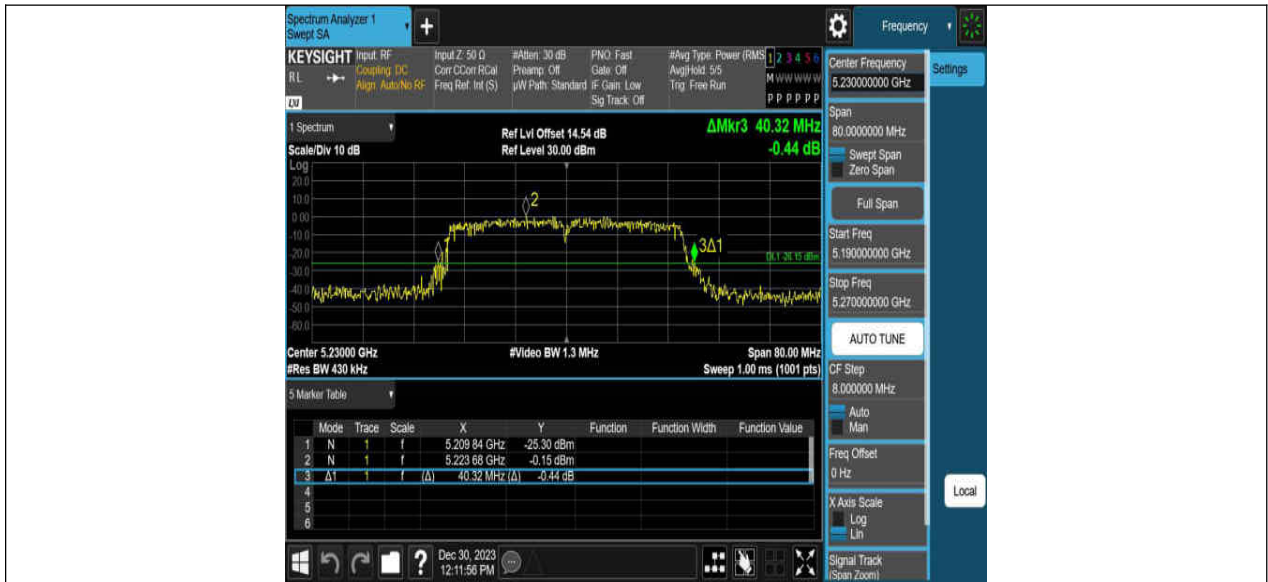 Spectrum Analyzer 1
Swept SA
+
Frequency
KEYSIGHT
RL
LXI
Input: RF
Coupling: DC
Align: Auto/No RF
Input Z: 50 Ω
Corr CCorr RCal
Freq Ref: Int (S)
#Atten: 30 dB
Preamp: Off
µW Path: Standard
PNO: Fast
Gate: Off
IF Gain: Low
Sig Track: Off
#Avg Type: Power (RMS
Avg|Hold: 5/5
Trig: Free Run
1 2 3 4 5 6
M W W W W W
P P P P P P
1 Spectrum
Scale/Div 10 dB
Ref Lvl Offset 14.54 dB
Ref Level 30.00 dBm
ΔMkr3 40.32 MHz
-0.44 dB
Log
20.0
10.0
0.00
-10.0
-20.0
-30.0
-40.0
-50.0
-60.0
1
2
3Δ1
DL1 -26.15 dBm
Center 5.23000 GHz
#Res BW 430 kHz
#Video BW 1.3 MHz
Span 80.00 MHz
Sweep 1.00 ms (1001 pts)
5 Marker Table
Mode Trace Scale X Y Function Function Width Function Value
1 N 1 f 5.209 84 GHz -25.30 dBm
2 N 1 f 5.223 68 GHz -0.15 dBm
3 Δ1 1 f (Δ) 40.32 MHz (Δ) -0.44 dB
4
5
6
?
Dec 30, 2023
12:11:56 PM
Center Frequency
5.230000000 GHz
Settings
Span
80.0000000 MHz
Swept Span
Zero Span
Full Span
Start Freq
5.190000000 GHz
Stop Freq
5.270000000 GHz
AUTO TUNE
CF Step
8.000000 MHz
Auto
Man
Freq Offset
0 Hz
X Axis Scale
Log
Lin
Local
Signal Track
(Span Zoom)